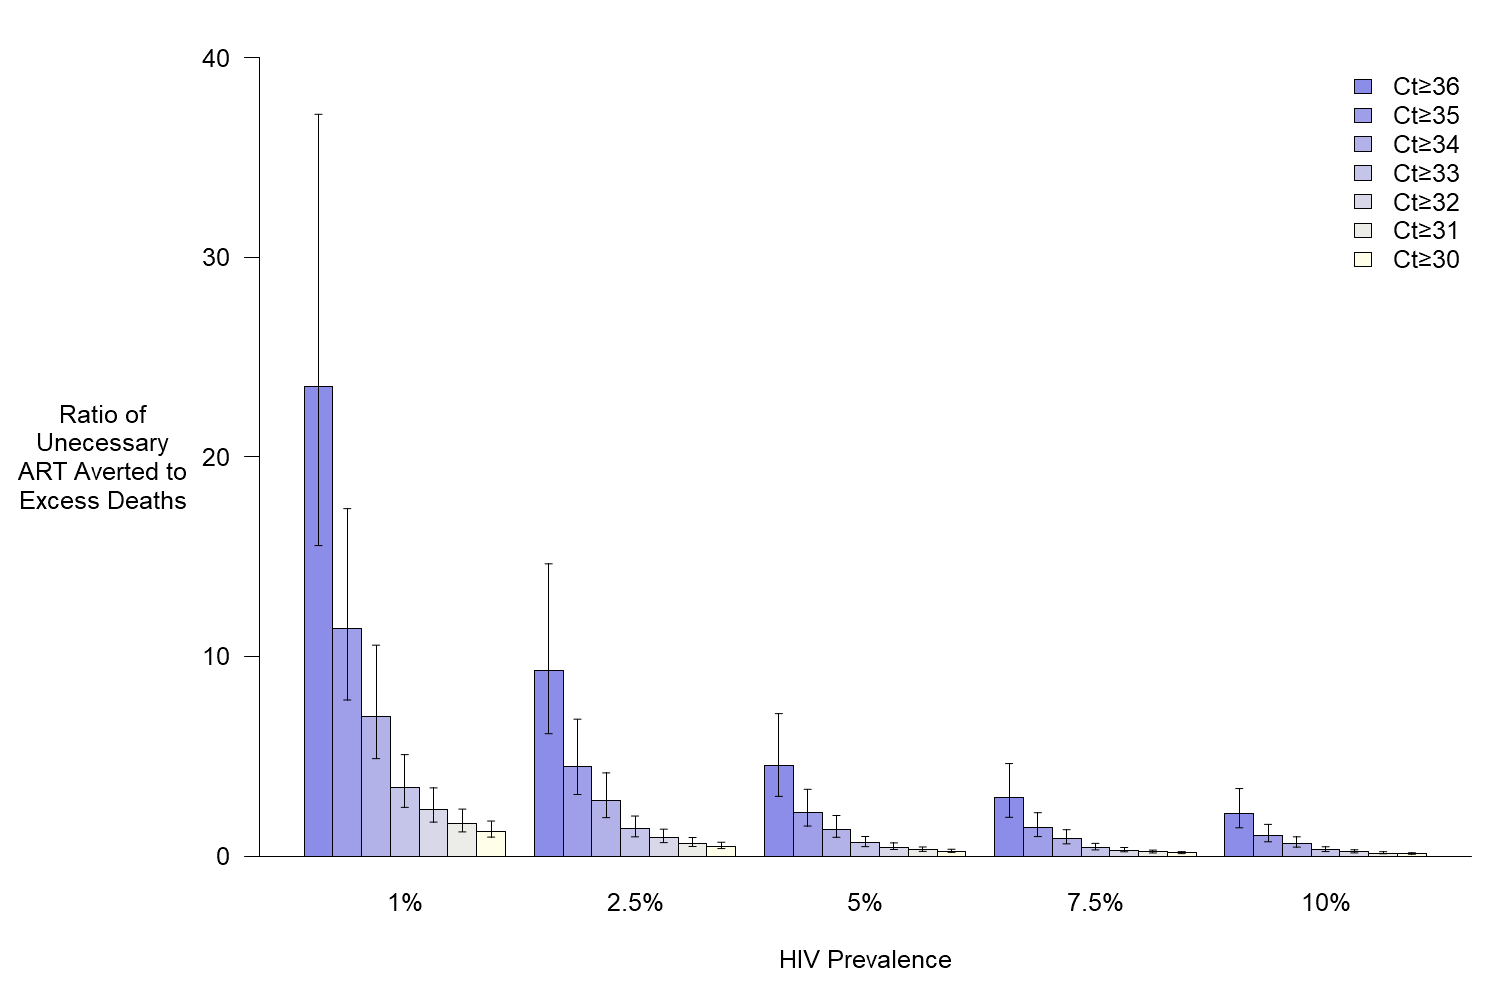 40
30
20
10
0
Ratio of
Unecessary
ART Averted to
Excess Deaths
Ct≥36
Ct≥35
Ct≥34
Ct≥33
Ct≥32
Ct≥31
Ct≥30
1% 2.5% 5% 7.5% 10%
HIV Prevalence